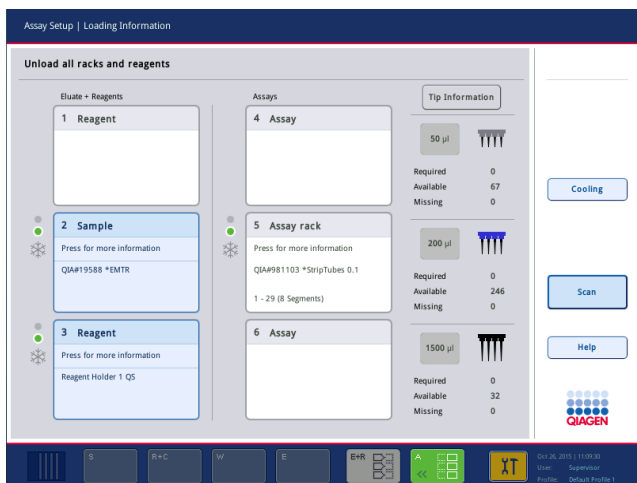 Assay Setup | Loading Information
Unload all racks and reagents
Eluate + Reagents
Assays
Tip Information
1 Reagent
4 Assay
50 µl
Required 0
Available 67
Missing 0
Cooling
2 Sample
Press for more information
QIA#19588 *EMTR
5 Assay rack
Press for more information
QIA#981103 *StripTubes 0.1
1 - 29 (8 Segments)
200 µl
Required 0
Available 246
Missing 0
Scan
3 Reagent
Press for more information
Reagent Holder 1 QS
6 Assay
1500 µl
Required 0
Available 32
Missing 0
Help
QIAGEN
S
R+C
W
E
E+R
A
Oct 26, 2015 | 11:09:30
User: Supervisor
Profile: Default Profile 1